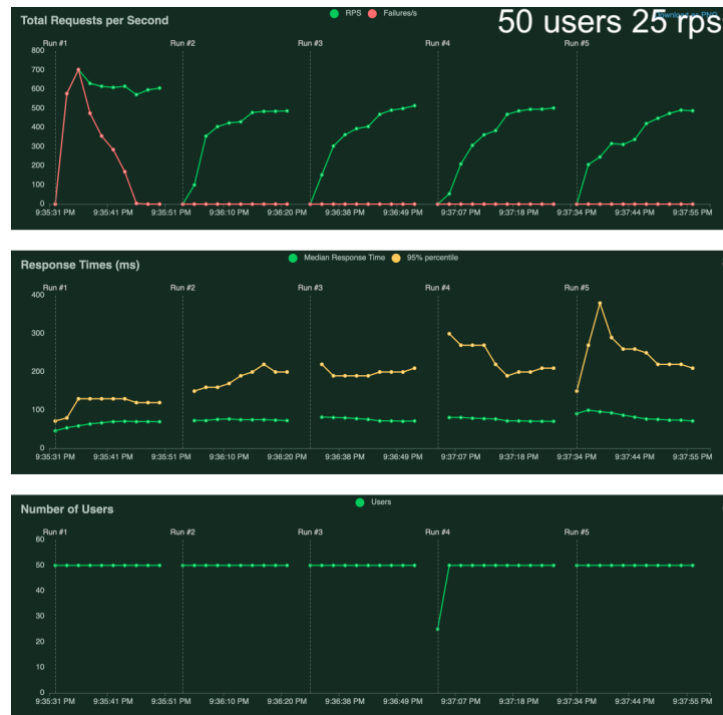 50 users 25 rps
Download as PNG
Total Requests per Second
RPS Failures/s
Run #1 Run #2 Run #3 Run #4 Run #5
800
700
600
500
400
300
200
100
0
9:35:31 PM 9:35:41 PM 9:35:51 PM 9:36:10 PM 9:36:20 PM 9:36:38 PM 9:36:49 PM 9:37:07 PM 9:37:18 PM 9:37:34 PM 9:37:44 PM 9:37:55 PM
Response Times (ms)
Median Response Time 95% percentile
Run #1 Run #2 Run #3 Run #4 Run #5
400
300
200
100
0
9:35:31 PM 9:35:41 PM 9:35:51 PM 9:36:10 PM 9:36:20 PM 9:36:38 PM 9:36:49 PM 9:37:07 PM 9:37:18 PM 9:37:34 PM 9:37:44 PM 9:37:55 PM
Number of Users
Users
Run #1 Run #2 Run #3 Run #4 Run #5
60
50
40
30
20
10
0
9:35:31 PM 9:35:41 PM 9:35:51 PM 9:36:10 PM 9:36:20 PM 9:36:38 PM 9:36:49 PM 9:37:07 PM 9:37:18 PM 9:37:34 PM 9:37:44 PM 9:37:55 PM